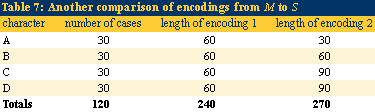 Table 7: Another comparison of encodings from M to S
character number of cases length of encoding 1 length of encoding 2
A 30 60 30
B 30 60 60
C 30 60 90
D 30 60 90
Totals 120 240 270